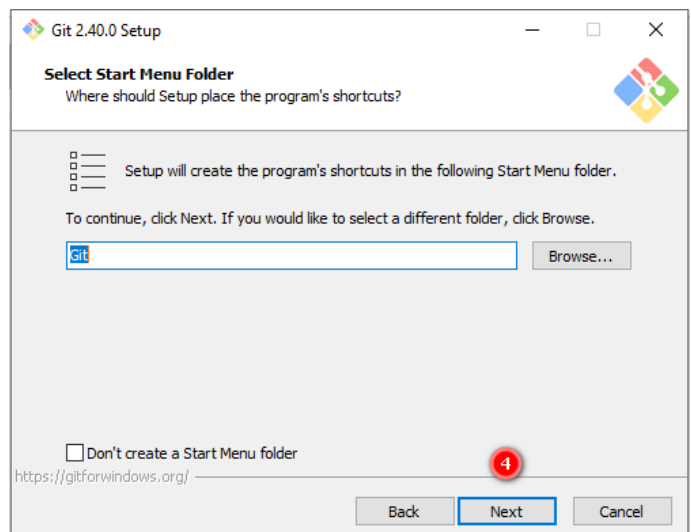 Git 2.40.0 Setup
Select Start Menu Folder
Where should Setup place the program's shortcuts?
Setup will create the program's shortcuts in the following Start Menu folder.
To continue, click Next. If you would like to select a different folder, click Browse.
Git
Browse...
Don't create a Start Menu folder
4
https://gitforwindows.org/
Back
Next
Cancel